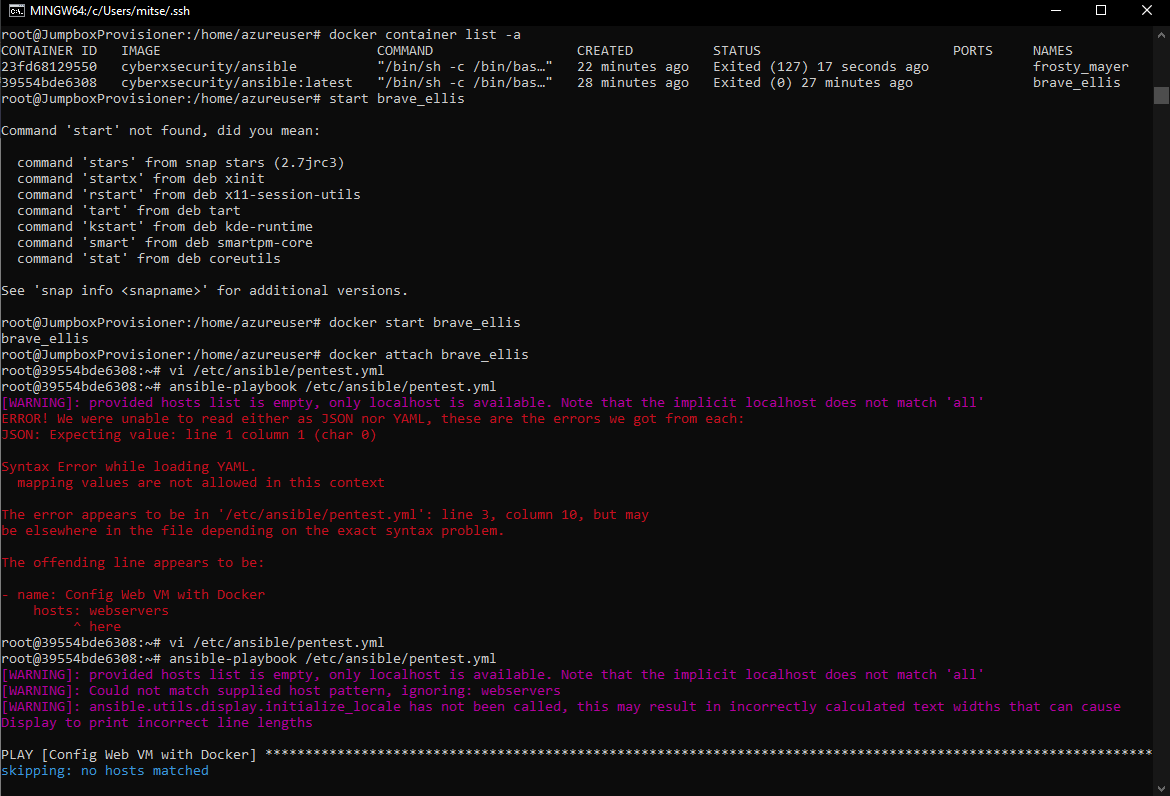 MINGW64:/c/Users/mitse/.ssh
root@JumpboxProvisioner:/home/azureuser# docker container list -a
CONTAINER ID   IMAGE                           COMMAND                  CREATED          STATUS                        PORTS     NAMES
23fd68129550   cyberxsecurity/ansible          "/bin/sh -c /bin/bas…"   22 minutes ago   Exited (127) 17 seconds ago             frosty_mayer
39554bde6308   cyberxsecurity/ansible:latest   "/bin/sh -c /bin/bas…"   28 minutes ago   Exited (0) 27 minutes ago               brave_ellis
root@JumpboxProvisioner:/home/azureuser# start brave_ellis
Command 'start' not found, did you mean:
  command 'stars' from snap stars (2.7jrc3)
  command 'startx' from deb xinit
  command 'rstart' from deb x11-session-utils
  command 'tart' from deb tart
  command 'kstart' from deb kde-runtime
  command 'smart' from deb smartpm-core
  command 'stat' from deb coreutils
See 'snap info <snapname>' for additional versions.
root@JumpboxProvisioner:/home/azureuser# docker start brave_ellis
brave_ellis
root@JumpboxProvisioner:/home/azureuser# docker attach brave_ellis
root@39554bde6308:~# vi /etc/ansible/pentest.yml
root@39554bde6308:~# ansible-playbook /etc/ansible/pentest.yml
[WARNING]: provided hosts list is empty, only localhost is available. Note that the implicit localhost does not match 'all'
ERROR! We were unable to read either as JSON nor YAML, these are the errors we got from each:
JSON: Expecting value: line 1 column 1 (char 0)
Syntax Error while loading YAML.
  mapping values are not allowed in this context
The error appears to be in '/etc/ansible/pentest.yml': line 3, column 10, but may
be elsewhere in the file depending on the exact syntax problem.
The offending line appears to be:
- name: Config Web VM with Docker
    hosts: webservers
         ^ here
root@39554bde6308:~# vi /etc/ansible/pentest.yml
root@39554bde6308:~# ansible-playbook /etc/ansible/pentest.yml
[WARNING]: provided hosts list is empty, only localhost is available. Note that the implicit localhost does not match 'all'
[WARNING]: Could not match supplied host pattern, ignoring: webservers
[WARNING]: ansible.utils.display.initialize_locale has not been called, this may result in incorrectly calculated text widths that can cause
Display to print incorrect line lengths
PLAY [Config Web VM with Docker] ***************************************************************************************************************
skipping: no hosts matched